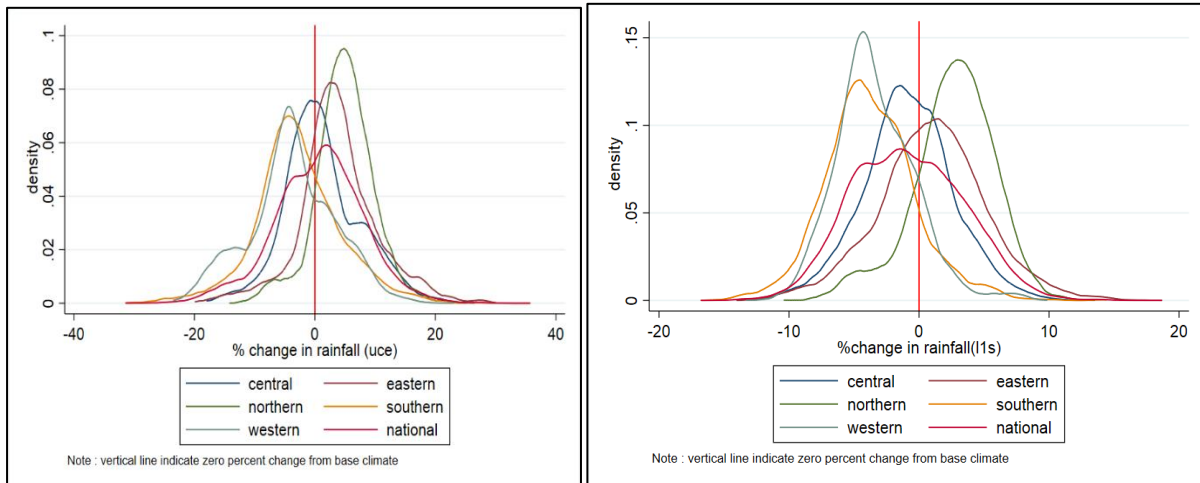 .1
.08
.06
.04
.02
0
density
-40
-20
0
20
40
% change in rainfall (uce)
central
eastern
northern
southern
western
national
Note : vertical line indicate zero percent change from base climate
.15
.1
.05
0
density
-20
-10
0
10
20
%change in rainfall(l1s)
central
eastern
northern
southern
western
national
Note : vertical line indicate zero percent change from base climate